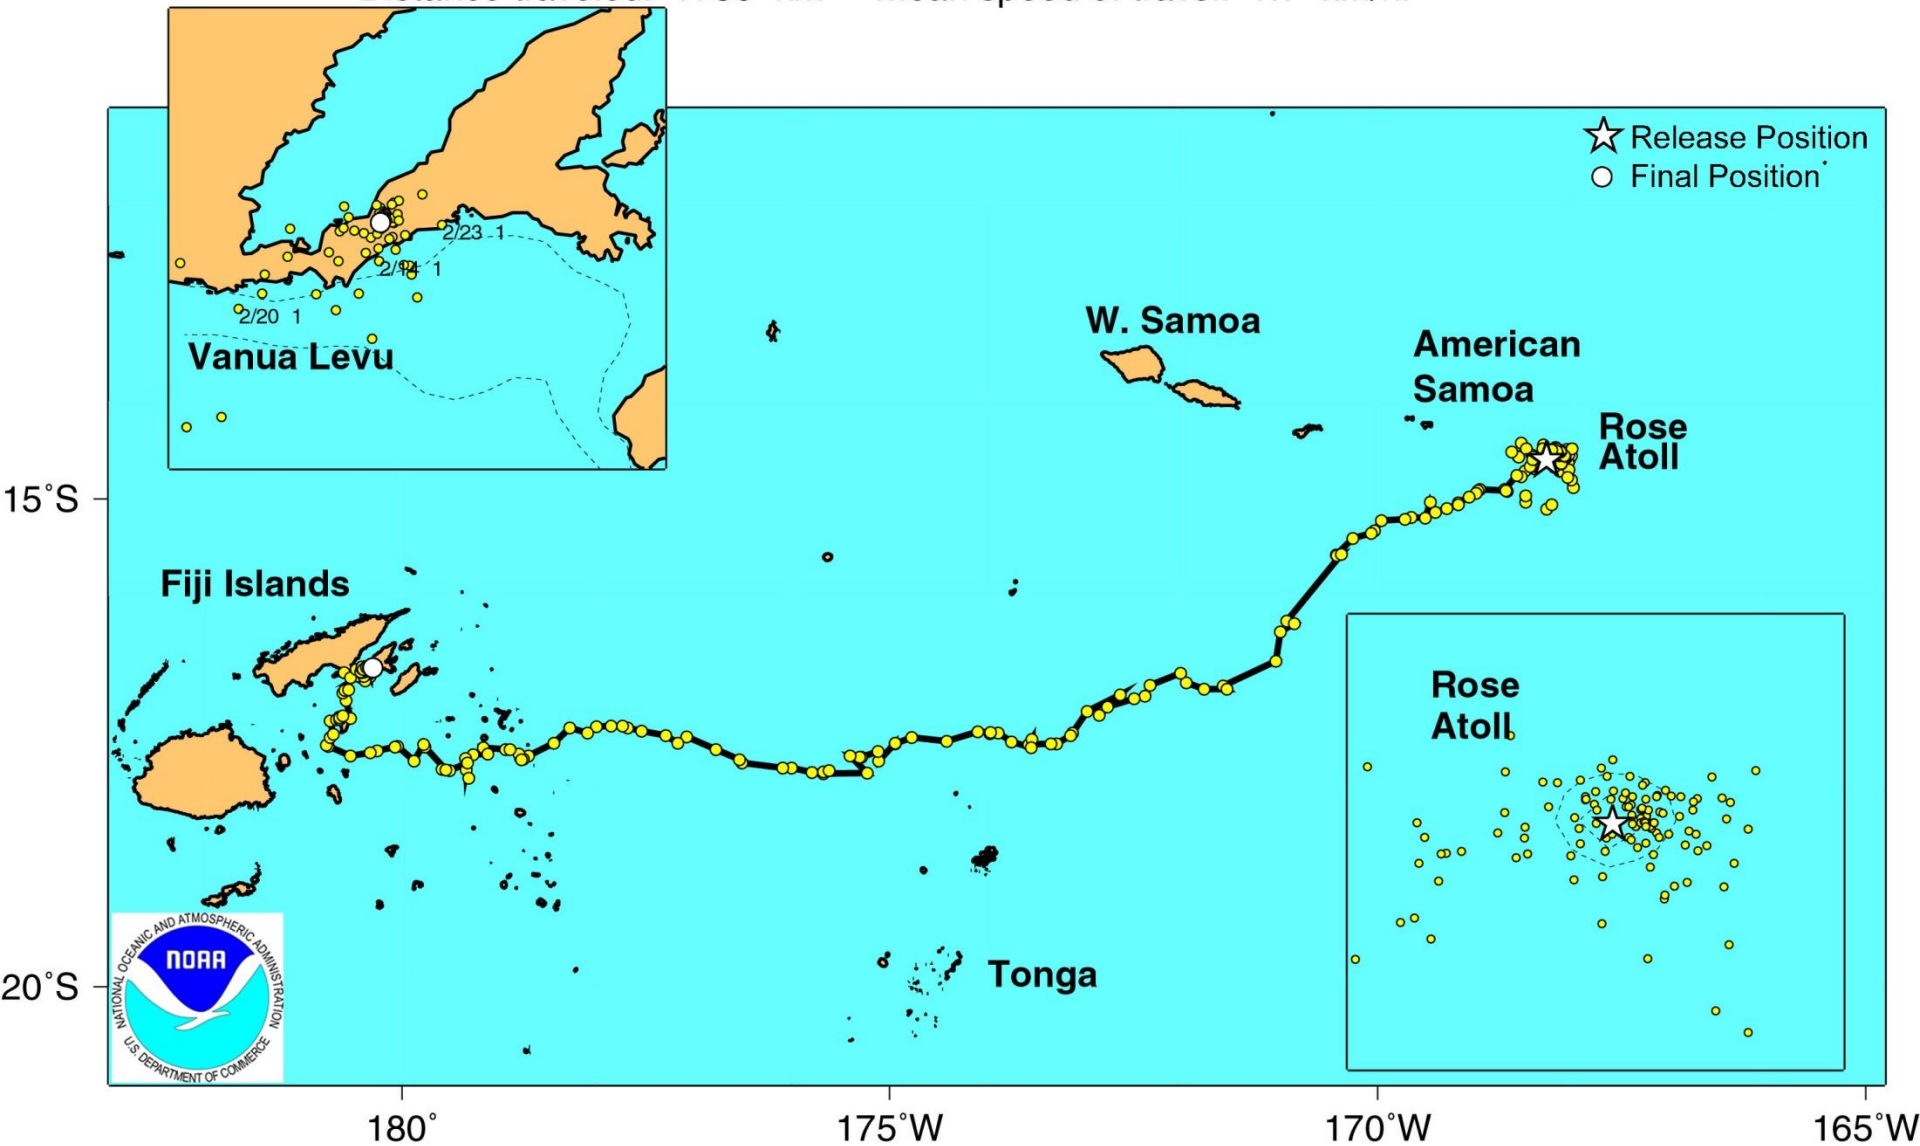 Release Position
Final Position
2/23 1
1
2/20 1
Vanua Levu
W. Samoa
American
Samoa
Rose
Atoll
15°S
Fiji Islands
Rose
Atoll
NOAA
NATIONAL OCEANIC AND ATMOSPHERIC ADMINISTRATION
U.S. DEPARTMENT OF COMMERCE
Tonga
20°S
180°
175°W
170°W
165°W